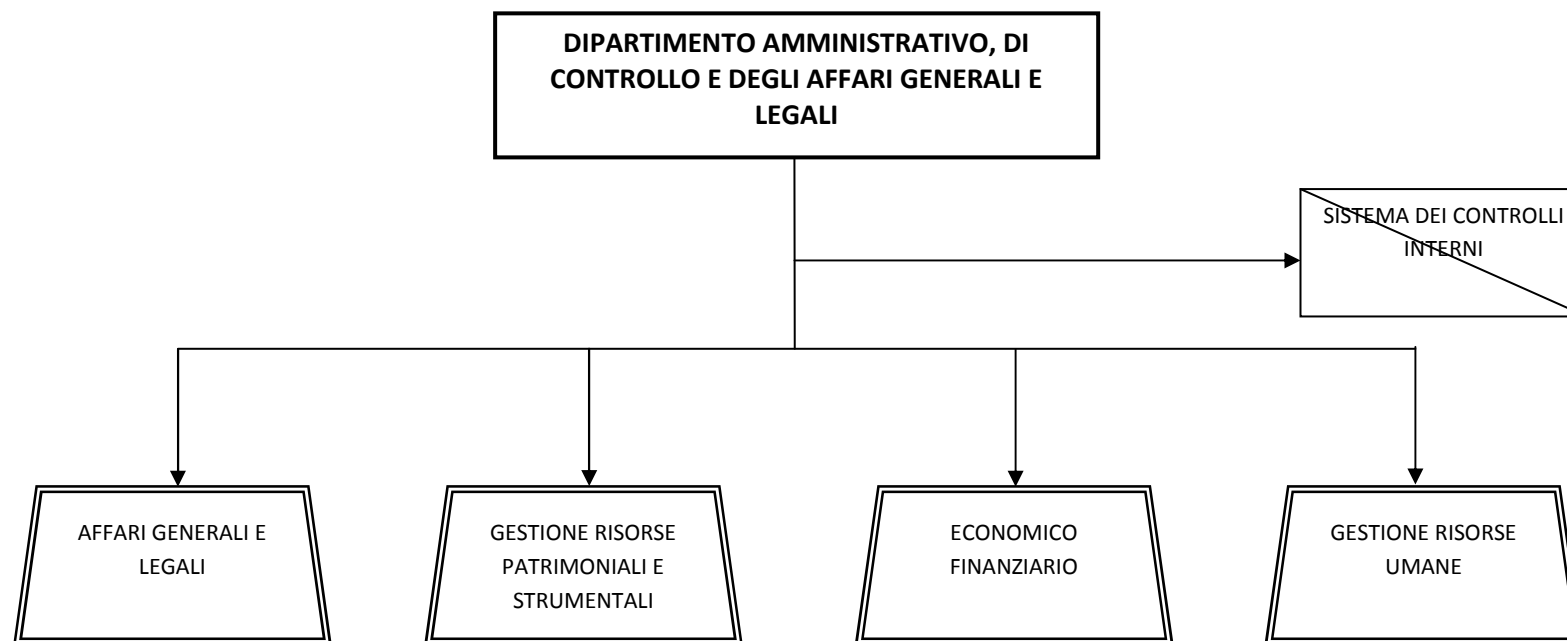 DIPARTIMENTO AMMINISTRATIVO, DI
CONTROLLO E DEGLI AFFARI GENERALI E
LEGALI
SISTEMA DEI CONTROLLI
INTERNI
AFFARI GENERALI E
LEGALI
GESTIONE RISORSE
PATRIMONIALI E
STRUMENTALI
ECONOMICO
FINANZIARIO
GESTIONE RISORSE
UMANE